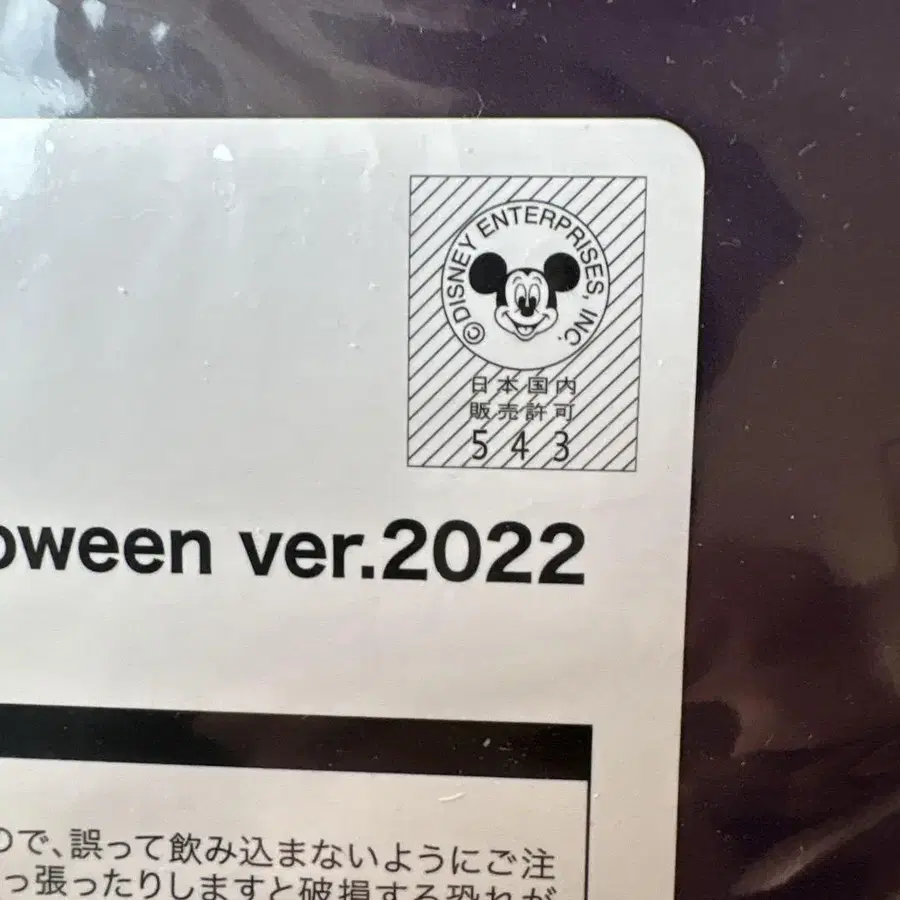 ©DISNEY ENTERPRISES, INC.
日本国内
販売許可
543
oween ver.2022
ので、誤って飲み込まないようにご注
っ張ったりしますと破損する恐れが